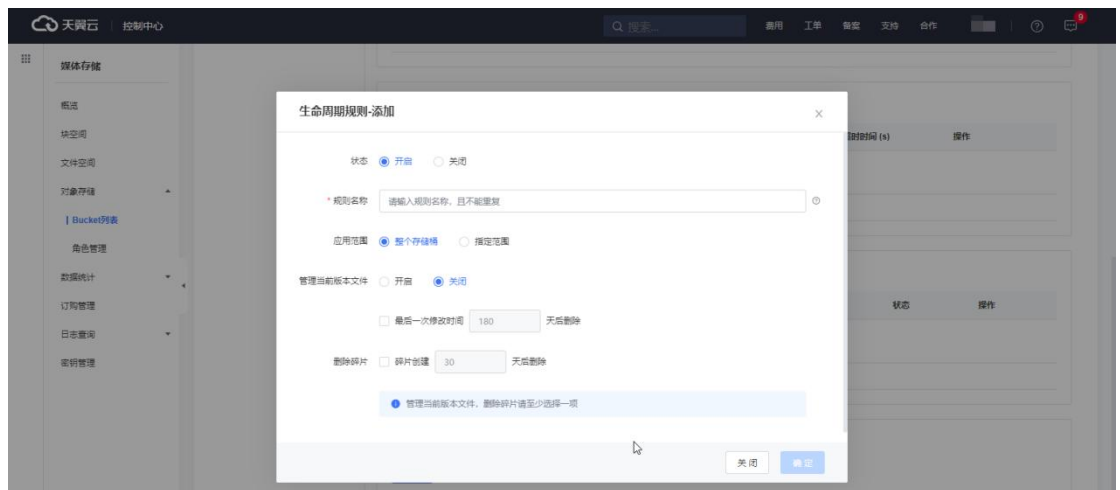 天翼云 控制中心 搜索... 费用 工单 备案 支持 合作 9
媒体存储
概览
块空间
文件空间
对象存储
Bucket列表
角色管理
数据统计
订购管理
日志查询
密钥管理
时时间 (s) 操作
状态 操作
生命周期规则-添加
状态 开启 关闭
* 规则名称 请输入规则名称,且不能重复
应用范围 整个存储桶 指定范围
管理当前版本文件 开启 关闭
最后一次修改时间 180 天后删除
删除碎片 碎片创建 30 天后删除
管理当前版本文件、删除碎片请至少选择一项
关闭 确定